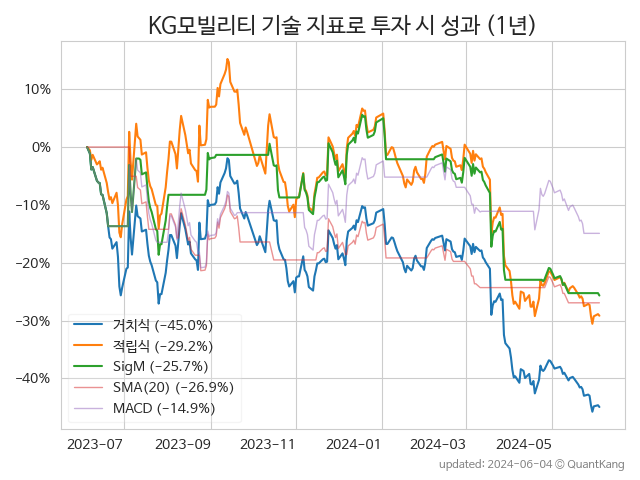 KG모빌리티 기술 지표로 투자 시 성과 (1년)
10%
0%
−10%
−20%
−30%
−40%
거치식 (−45.0%)
적립식 (−29.2%)
SigM (−25.7%)
SMA(20) (−26.9%)
MACD (−14.9%)
2023-07 2023-09 2023-11 2024-01 2024-03 2024-05
updated: 2024-06-04 © QuantKang